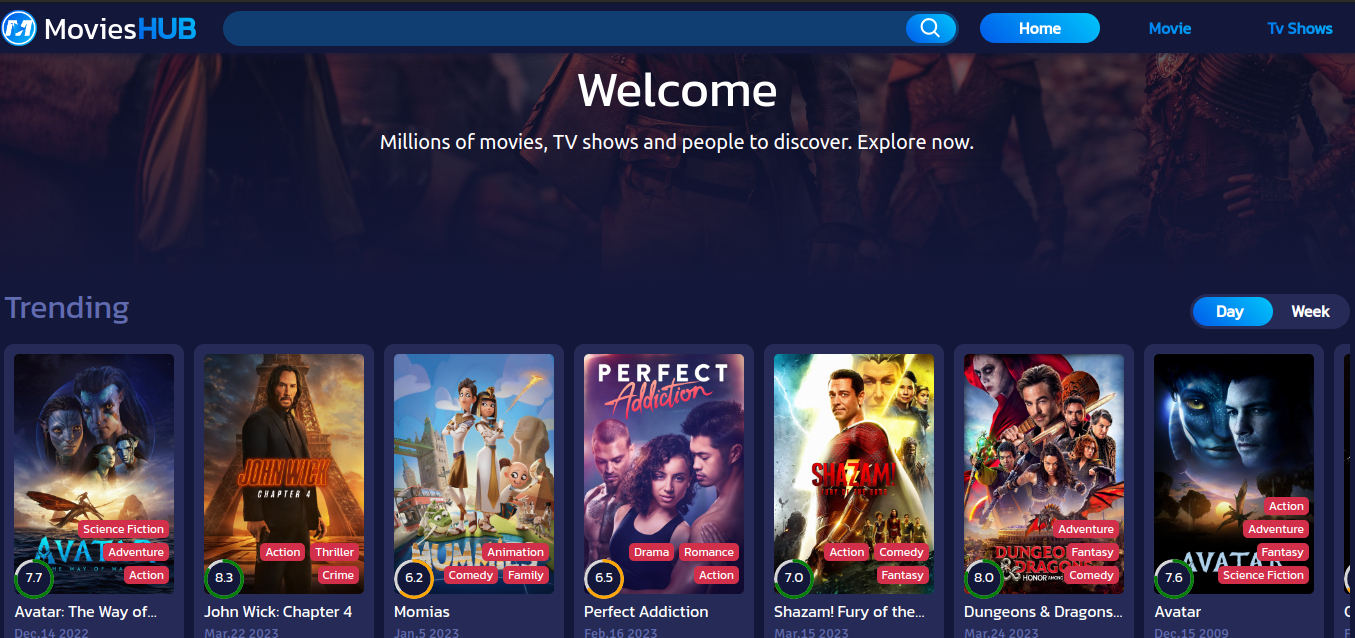 MoviesHUB
Home
Movie
Tv Shows
Welcome
Millions of movies, TV shows and people to discover. Explore now.
Trending
Day
Week
Science Fiction
Adventure
AVATAR
THE WAY OF
Action
7.7
Avatar: The Way of...
Dec.14 2022
JOHN WICK
CHAPTER 4
Action
Thriller
Crime
8.3
John Wick: Chapter 4
Mar.22 2023
MUMMIES
Animation
Comedy
Family
6.2
Momias
Jan.5 2023
PERFECT
Addiction
Drama
Romance
Action
6.5
Perfect Addiction
Feb.16 2023
SHAZAM!
Action
Comedy
Fantasy
7.0
Shazam! Fury of the...
Mar.15 2023
Adventure
DUNGEO
Fantasy
& DRAGONS
HONOR AMONG
Comedy
8.0
Dungeons & Dragons...
Mar.24 2023
Action
Adventure
AVATAR
Fantasy
Science Fiction
7.6
Avatar
Dec.15 2009